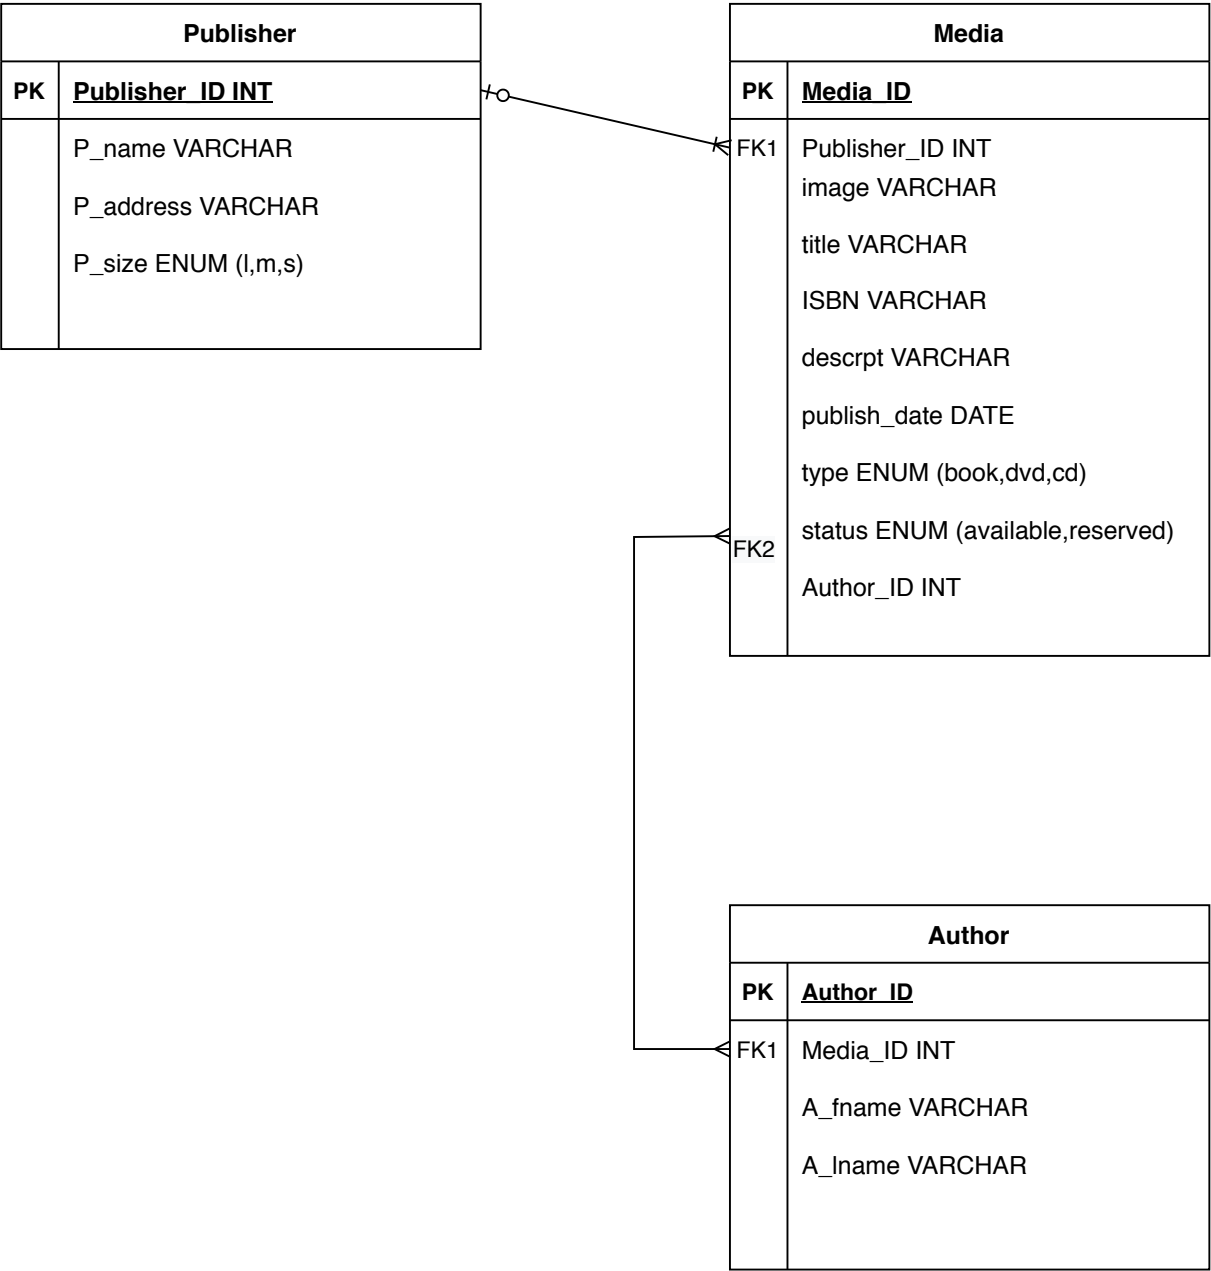 Publisher
PK Publisher_ID INT
P_name VARCHAR
P_address VARCHAR
P_size ENUM (l,m,s)
Media
PK Media_ID
FK1 Publisher_ID INT
image VARCHAR
title VARCHAR
ISBN VARCHAR
descrpt VARCHAR
publish_date DATE
type ENUM (book,dvd,cd)
status ENUM (available,reserved)
FK2
Author_ID INT
Author
PK Author_ID
FK1 Media_ID INT
A_fname VARCHAR
A_lname VARCHAR